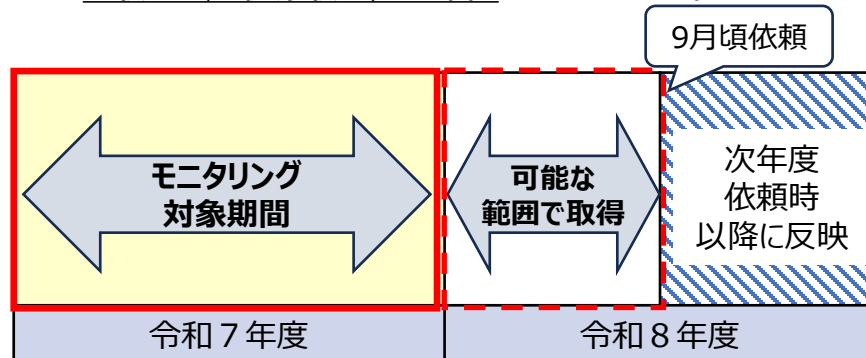 9月頃依頼
モニタリング
対象期間
可能な
範囲で取得
次年度
依頼時
以降に反映
令和７年度
令和８年度